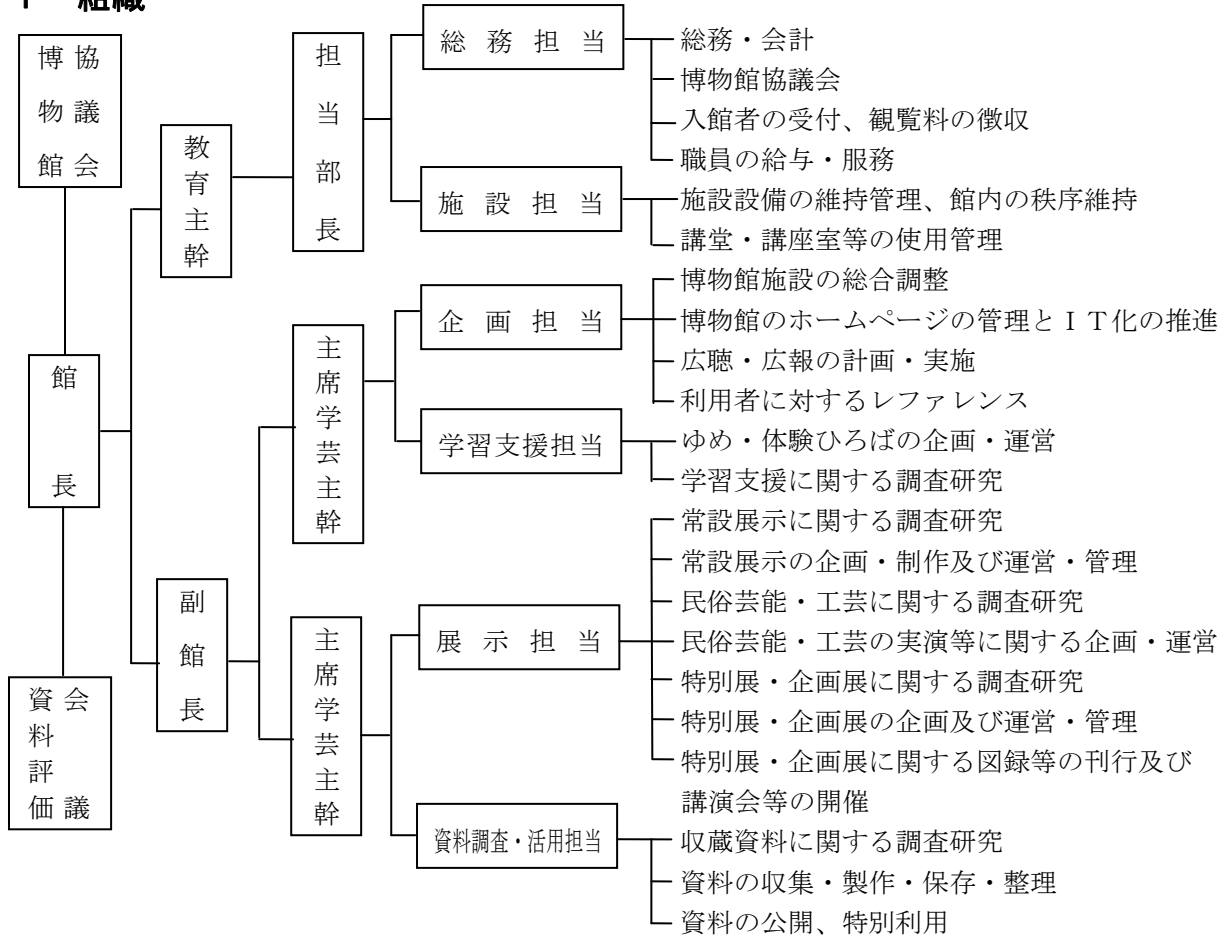 組織
博物館協議会
館長
資料評価会議
教育主幹
副館長
担当部長
主席学芸主幹
主席学芸主幹
総務担当
総務・会計
博物館協議会
入館者の受付、観覧料の徴収
職員の給与・服務
施設担当
施設設備の維持管理、館内の秩序維持
講堂・講座室等の使用管理
企画担当
博物館施設の総合調整
博物館のホームページの管理とIT化の推進
広聴・広報の計画・実施
利用者に対するレファレンス
学習支援担当
ゆめ・体験ひろばの企画・運営
学習支援に関する調査研究
展示担当
常設展示に関する調査研究
常設展示の企画・制作及び運営・管理
民俗芸能・工芸に関する調査研究
民俗芸能・工芸の実演等に関する企画・運営
特別展・企画展に関する調査研究
特別展・企画展の企画及び運営・管理
特別展・企画展に関する図録等の刊行及び
講演会等の開催
資料調査・活用担当
収蔵資料に関する調査研究
資料の収集・製作・保存・整理
資料の公開、特別利用